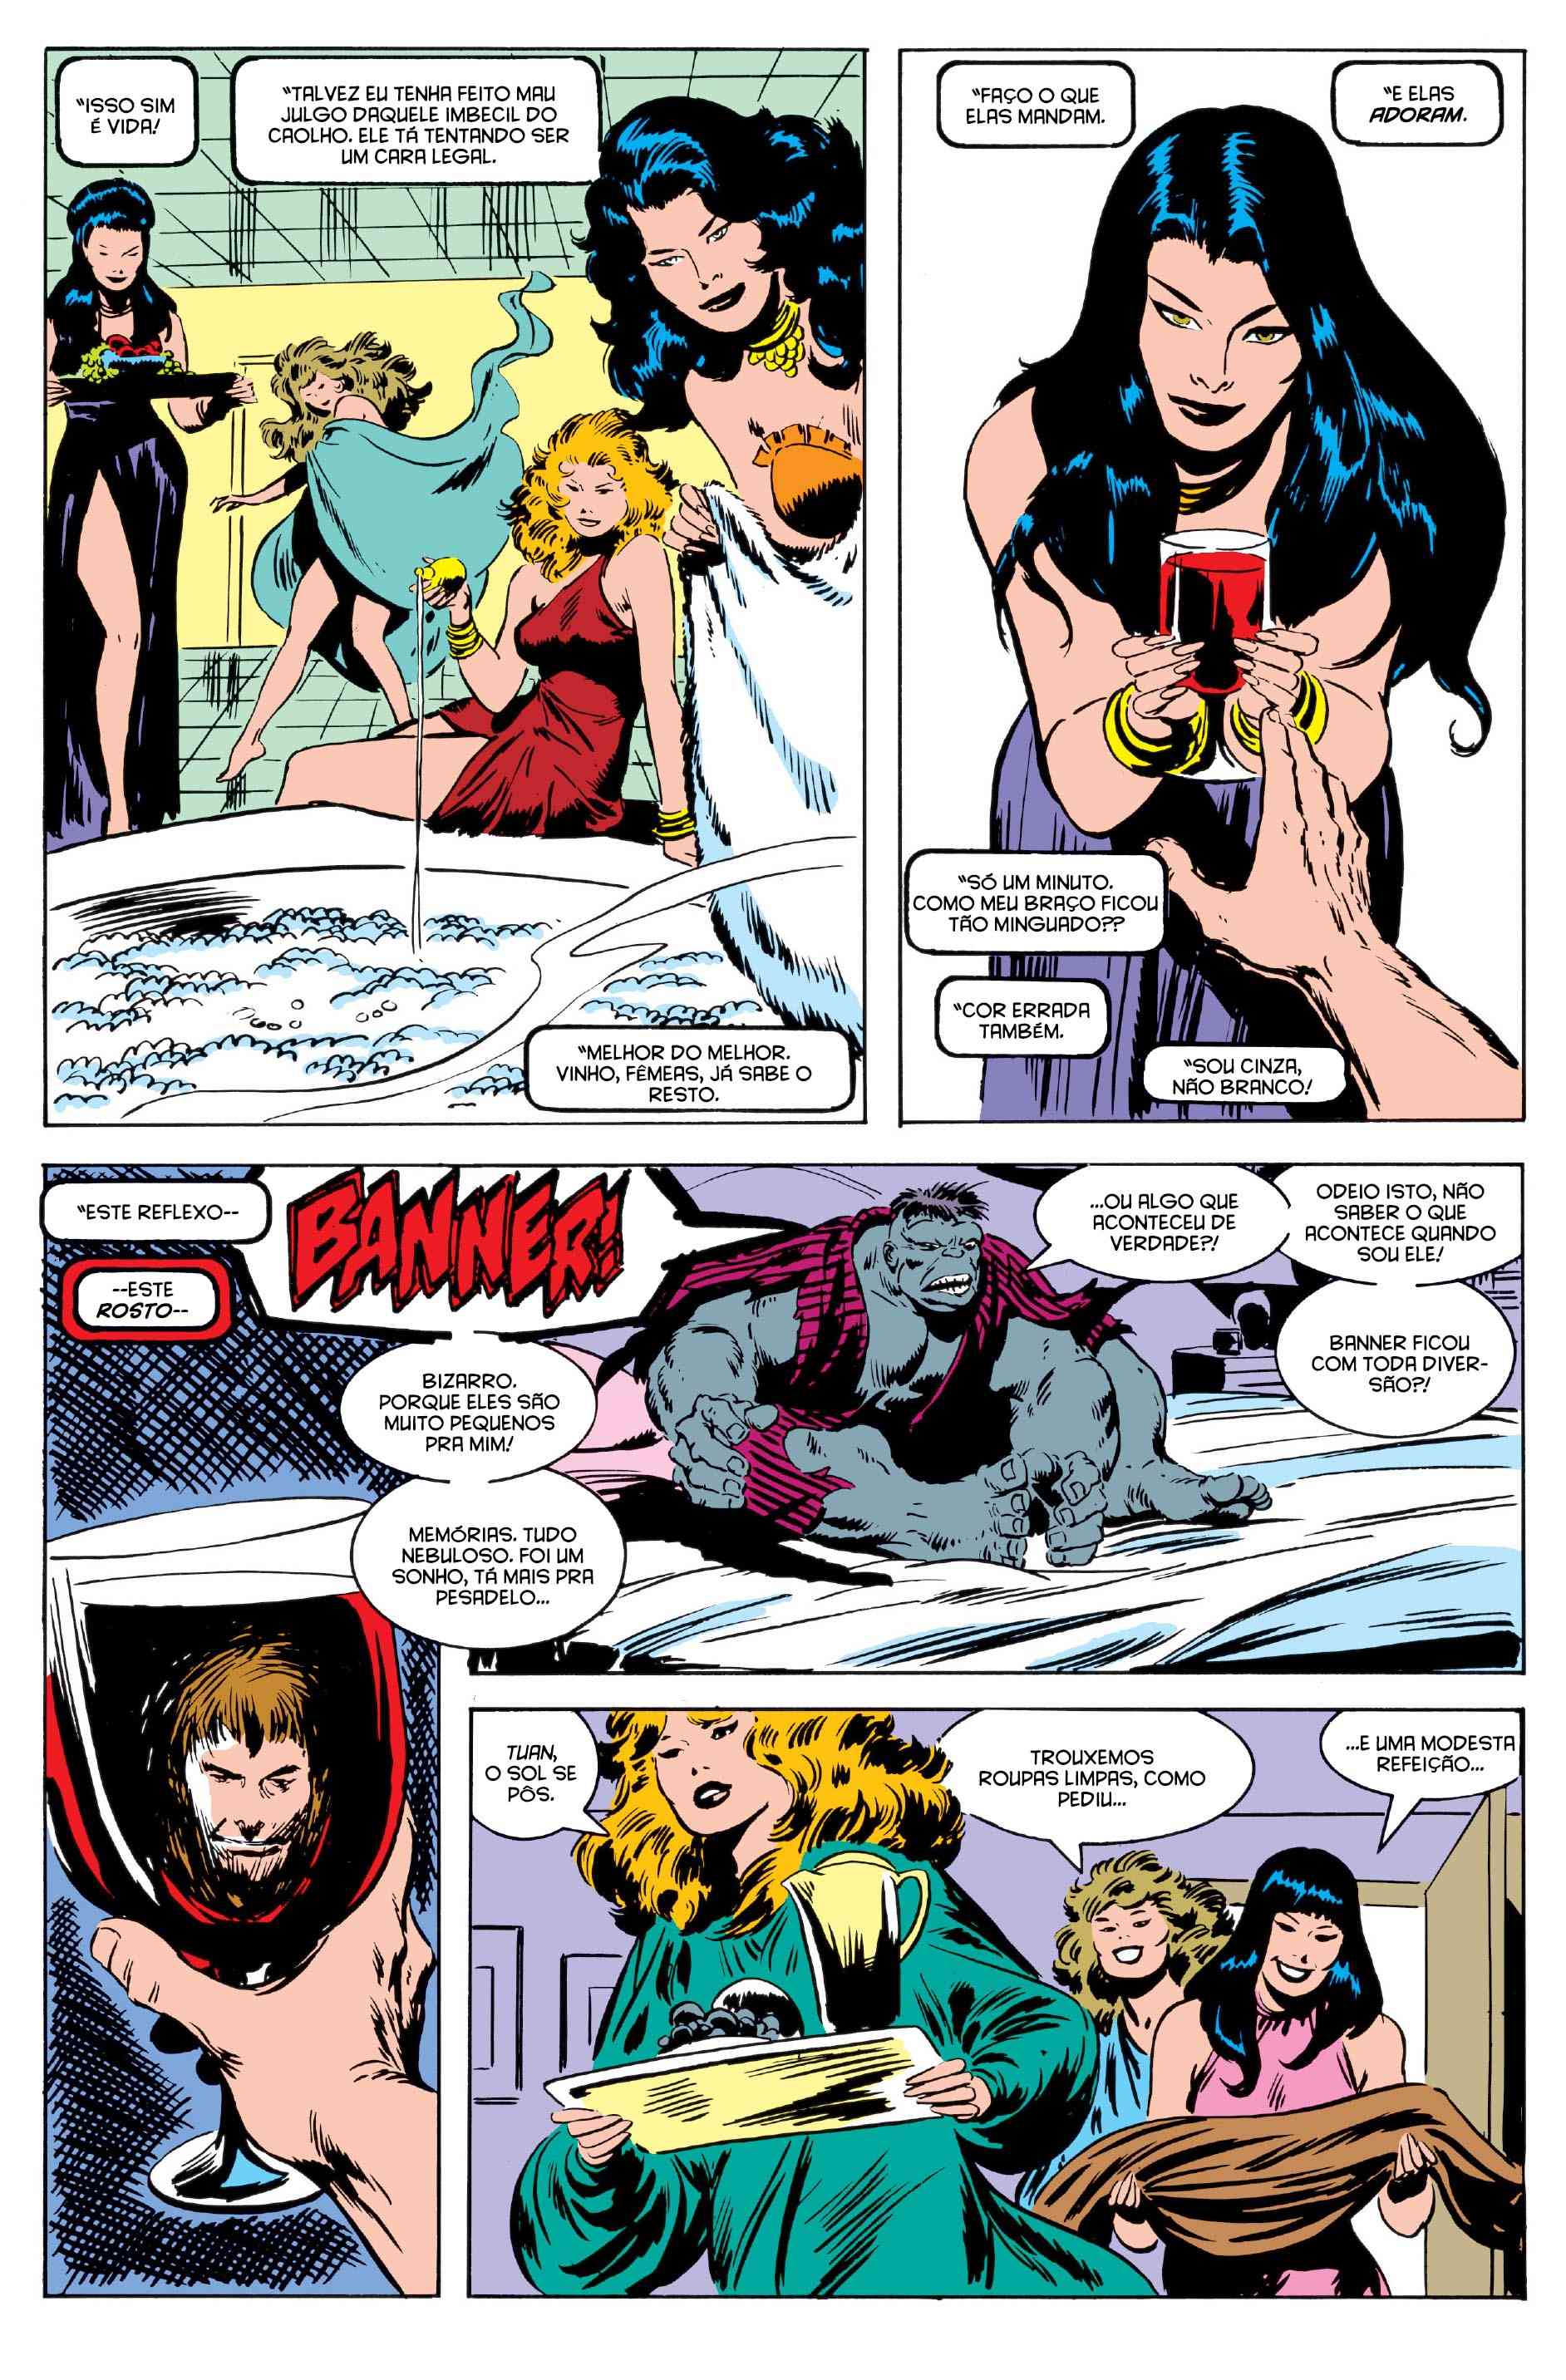 "ISSO SIM
É VIDA!
"TALVEZ EU TENHA FEITO MAU
JULGO DAQUELE IMBECIL DO
CAOLHO. ELE TÁ TENTANDO SER
UM CARA LEGAL.
"MELHOR DO MELHOR.
VINHO, FÊMEAS, JÁ SABE O
RESTO.
"FAÇO O QUE
ELAS MANDAM.
"E ELAS
ADORAM.
"SÓ UM MINUTO.
COMO MEU BRAÇO FICOU
TÃO MINGUADO??
"COR ERRADA
TAMBÉM.
"SOU CINZA,
NÃO BRANCO!
"ESTE REFLEXO--
--ESTE
ROSTO--
BANNER!
BIZARRO.
PORQUE ELES SÃO
MUITO PEQUENOS
PRA MIM!
MEMÓRIAS. TUDO
NEBULOSO. FOI UM
SONHO, TÁ MAIS PRA
PESADELO...
...OU ALGO QUE
ACONTECEU DE
VERDADE?!
ODEIO ISTO, NÃO
SABER O QUE
ACONTECE QUANDO
SOU ELE!
BANNER FICOU
COM TODA DIVER-
SÃO?!
TUAN,
O SOL SE
PÔS.
TROUXEMOS
ROUPAS LIMPAS, COMO
PEDIU...
...E UMA MODESTA
REFEIÇÃO...